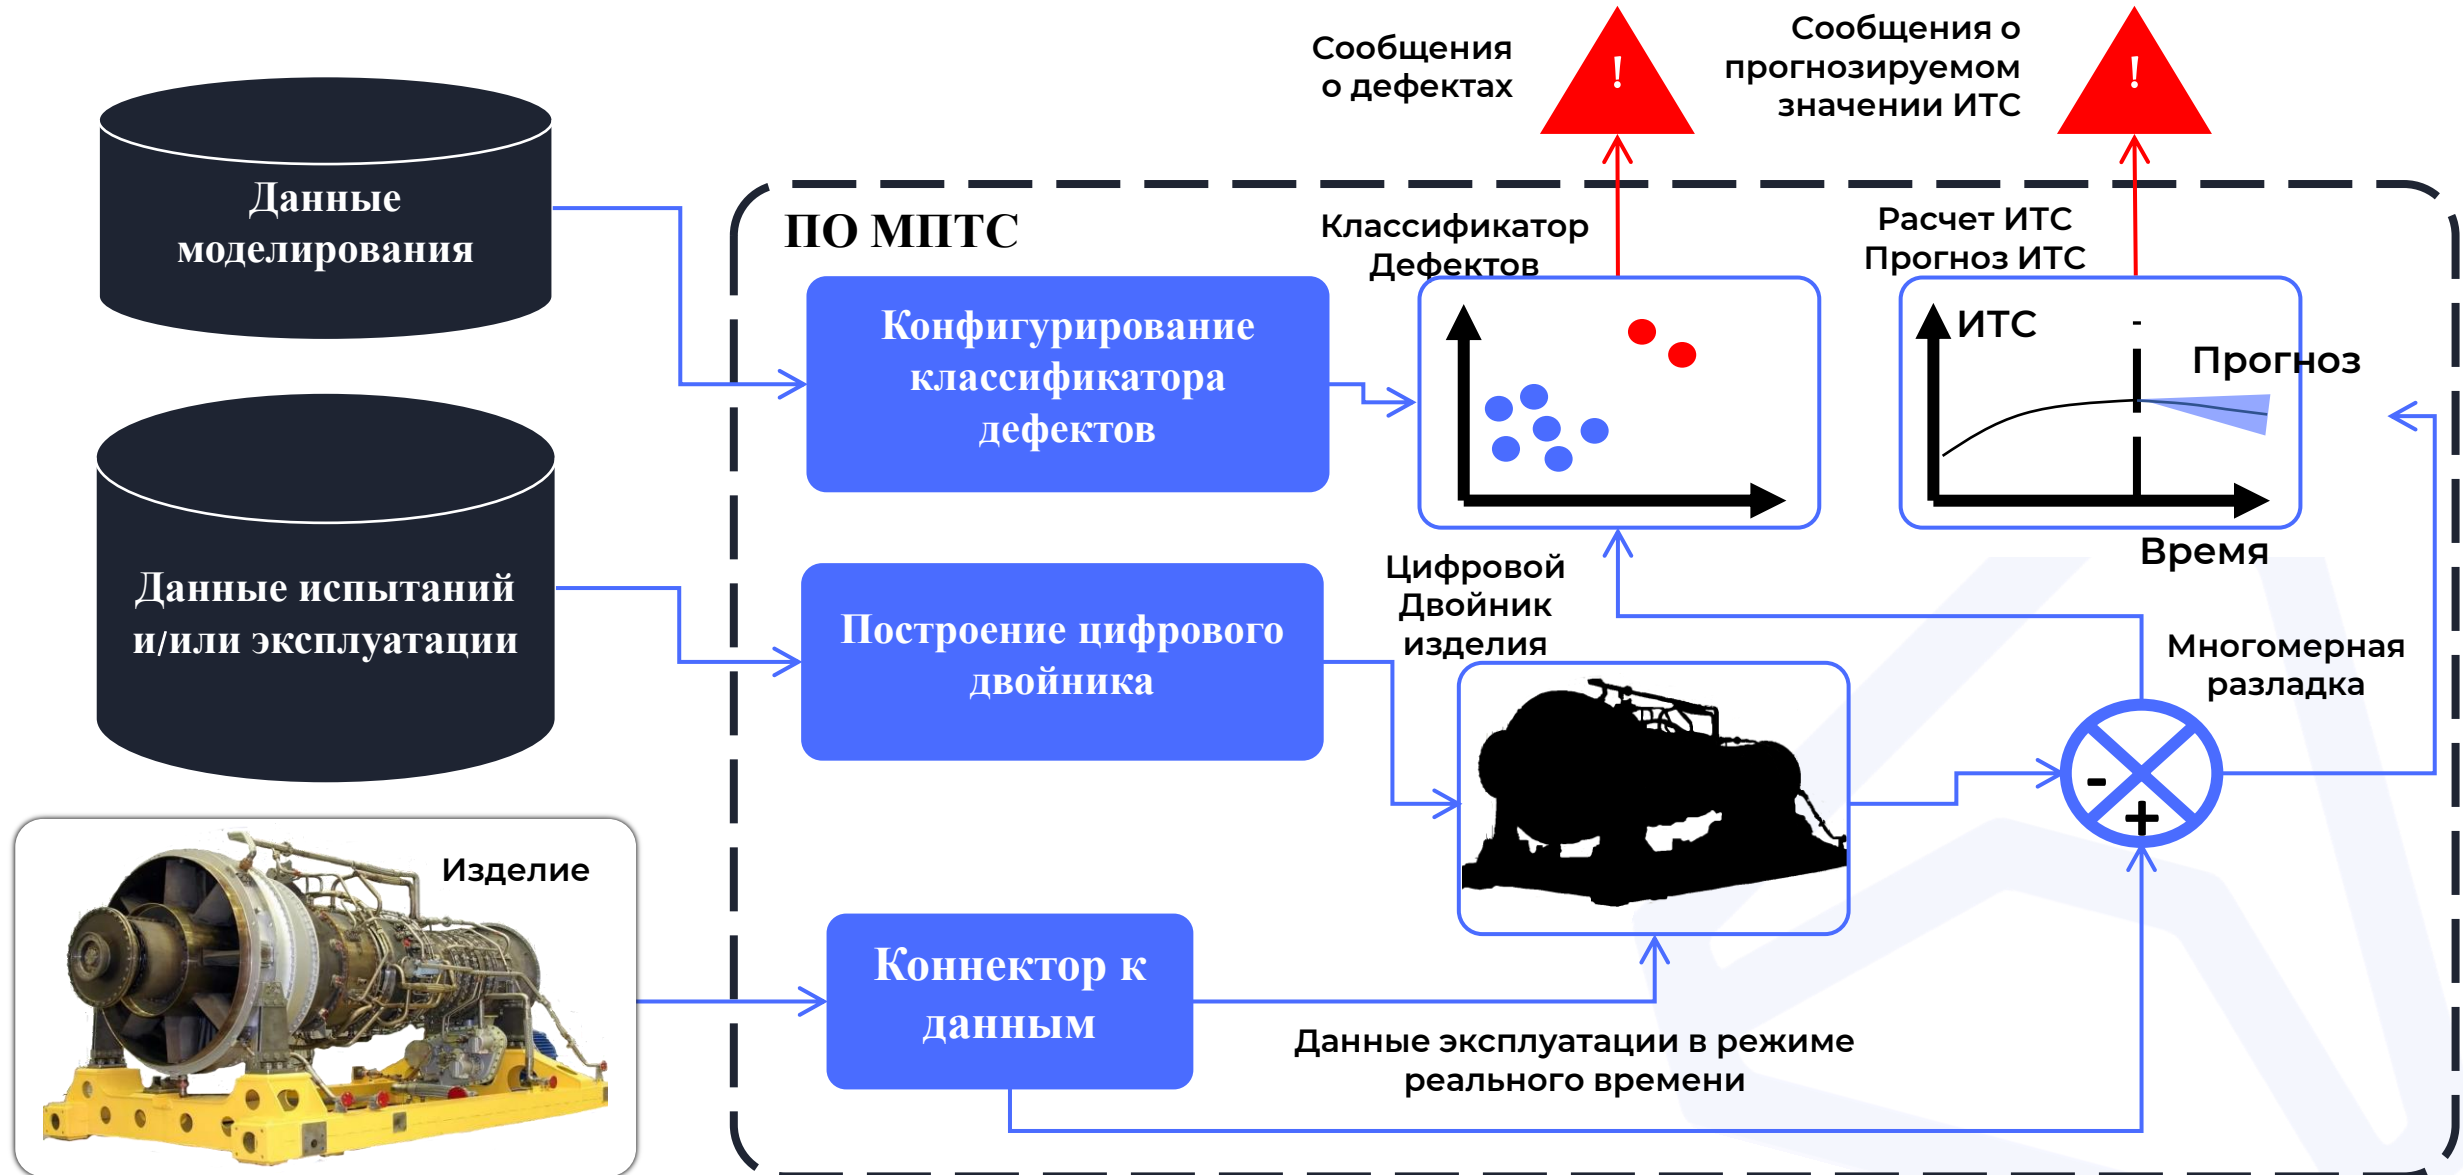 Сообщения
о дефектах
!
Сообщения о
прогнозируемом
значении ИТС
!
Данные
моделирования
ПО МПТС
Классификатор
Дефектов
Расчет ИТС
Прогноз ИТС
Конфигурирование
классификатора
дефектов
ИТС
Прогноз
Время
Данные испытаний
и/или эксплуатации
Построение цифрового
двойника
Цифровой
Двойник
изделия
Многомерная
разладка
-
+
Изделие
Коннектор к
данным
Данные эксплуатации в режиме
реального времени